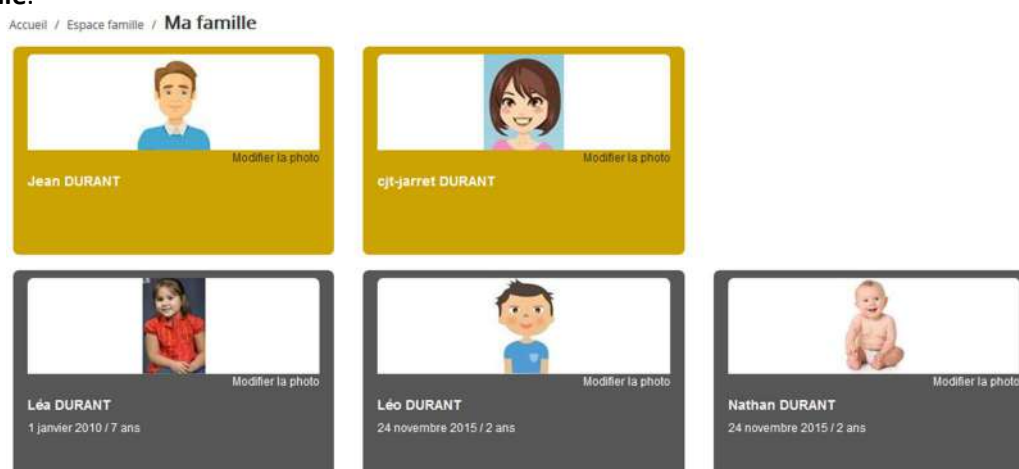 Accueil / Espace famille / Ma famille
Modifier la photo
Jean DURANT
Modifier la photo
cjt-jarret DURANT
Modifier la photo
Léa DURANT
1 janvier 2010 / 7 ans
Modifier la photo
Léo DURANT
24 novembre 2015 / 2 ans
Modifier la photo
Nathan DURANT
24 novembre 2015 / 2 ans